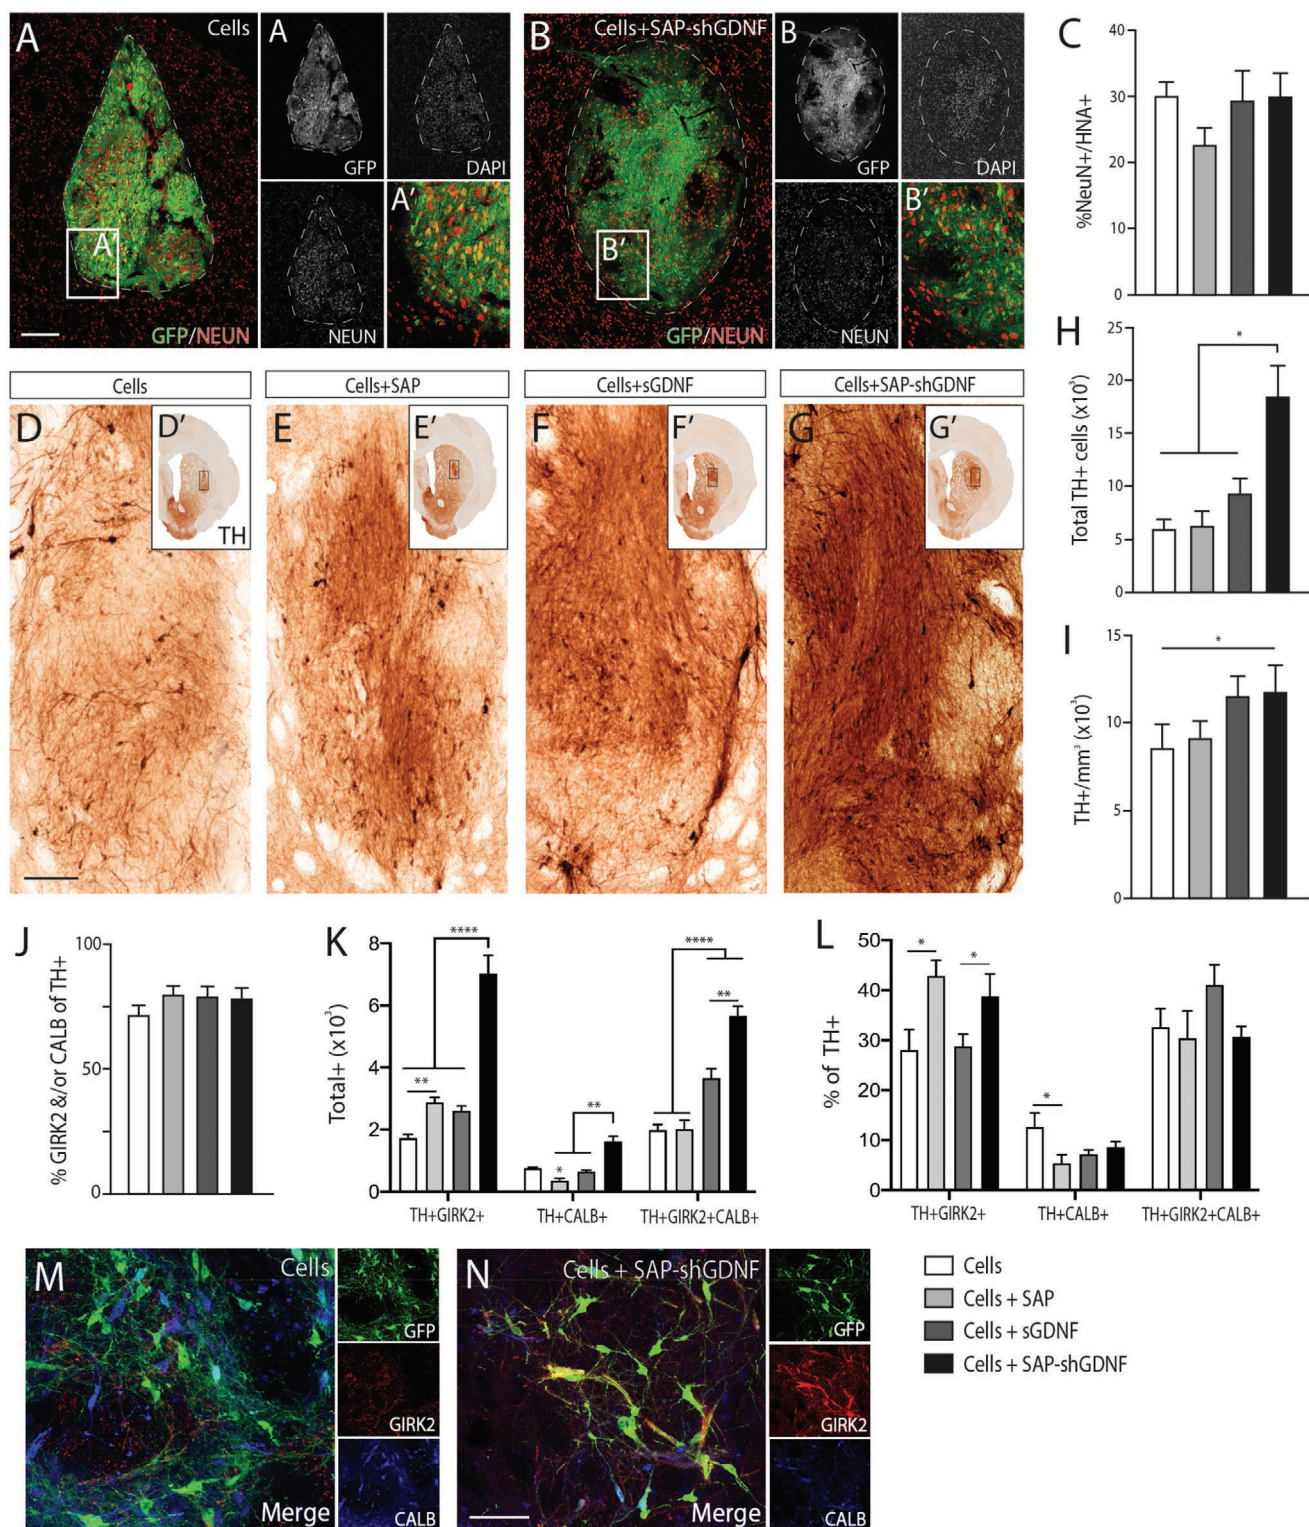 A
Cells
A'
GFP/NEUN
A
GFP
DAPI
NEUN
A'
B
Cells+SAP-shGDNF
B'
GFP/NEUN
B
GFP
DAPI
NEUN
B'
C
%NeuN+/HNA+
40
30
20
10
0
Cells
Cells+SAP
Cells+sGDNF
Cells+SAP-shGDNF
D
D'
TH
E
E'
F
F'
G
G'
H
Total TH+ cells (x10³)
25
20
15
10
5
0
*
I
TH+/mm³ (x10³)
15
10
5
0
*
J
% GIRK2 &/or CALB of TH+
100
50
0
K
Total+ (x10³)
8
6
4
2
0
**
****
*
**
****
**
TH+GIRK2+
TH+CALB+
TH+GIRK2+CALB+
L
% of TH+
50
40
30
20
10
0
*
*
*
TH+GIRK2+
TH+CALB+
TH+GIRK2+CALB+
M
Cells
Merge
GFP
GIRK2
CALB
N
Cells + SAP-shGDNF
Merge
GFP
GIRK2
CALB
Cells
Cells + SAP
Cells + sGDNF
Cells + SAP-shGDNF